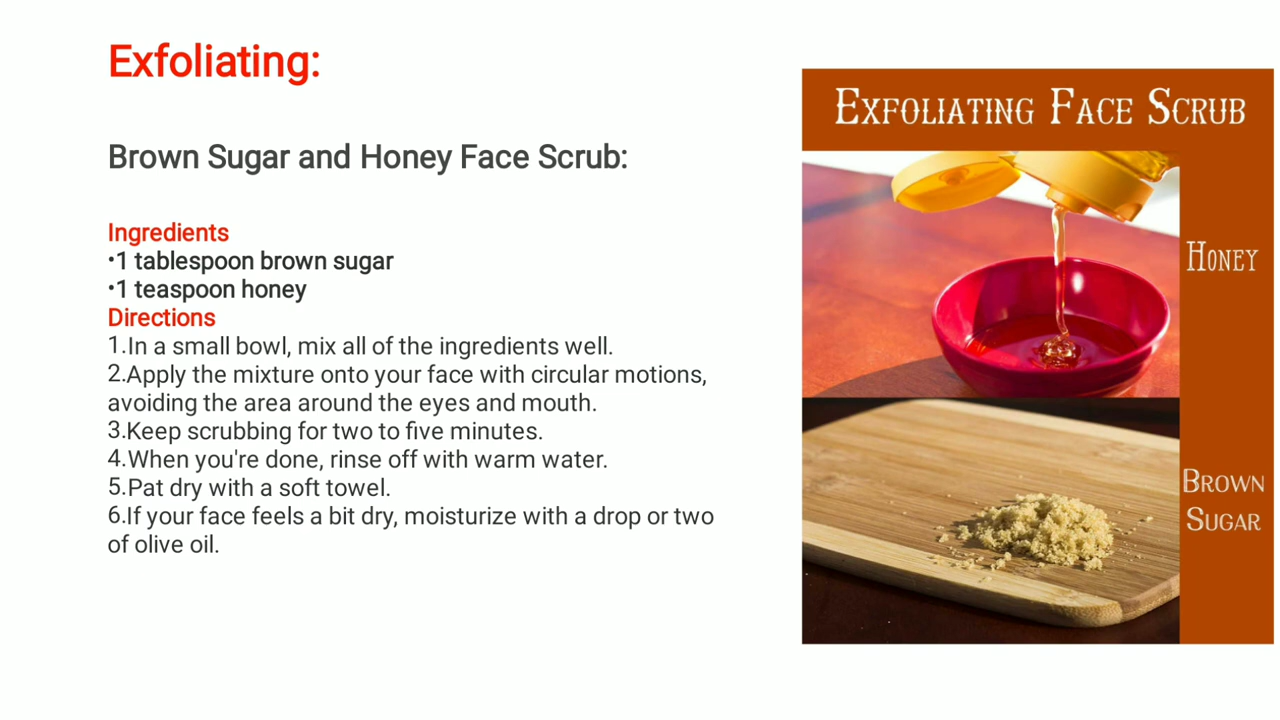 Exfoliating:
Brown Sugar and Honey Face Scrub:
Ingredients
•1 tablespoon brown sugar
•1 teaspoon honey
Directions
1.In a small bowl, mix all of the ingredients well.
2.Apply the mixture onto your face with circular motions,
avoiding the area around the eyes and mouth.
3.Keep scrubbing for two to five minutes.
4.When you're done, rinse off with warm water.
5.Pat dry with a soft towel.
6.If your face feels a bit dry, moisturize with a drop or two
of olive oil.
Exfoliating Face Scrub
Honey
Brown
Sugar